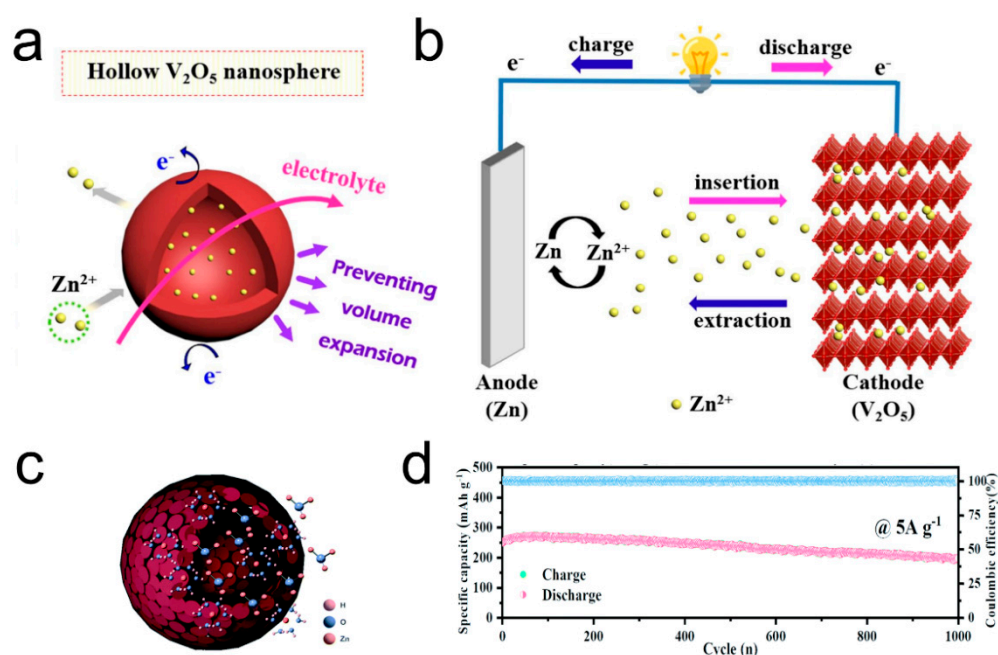 a
Hollow V₂O₅ nanosphere
e⁻
electrolyte
Zn²⁺
Preventing
volume
expansion
e⁻
b
charge
discharge
e⁻
e⁻
insertion
Zn
Zn²⁺
extraction
Anode
(Zn)
Zn²⁺
Cathode
(V₂O₅)
c
H
O
Zn
d
Specific capacity (mAh g⁻¹)
500
400
300
200
100
0
@ 5A g⁻¹
Charge
Discharge
0
200
400
600
800
1000
Cycle (n)
100
75
50
25
0
Coulombic efficiency(%)